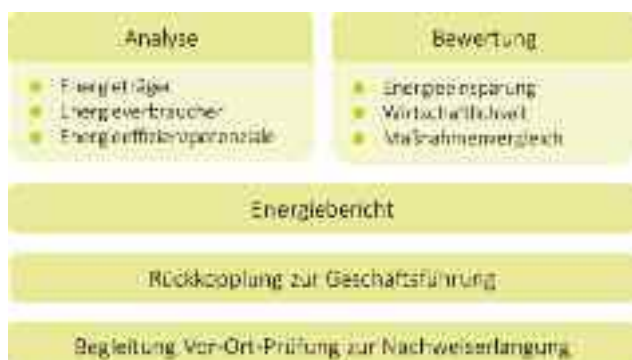 Analyse
Energieträger
Energieverbraucher
Energieeffizienzpotenziale
Bewertung
Energieeinsparung
Wirtschaftlichkeit
Maßnahmenvergleich
Energiebericht
Rückkopplung zur Geschäftsführung
Begleitung Vor-Ort-Prüfung zur Nachweiserlangung